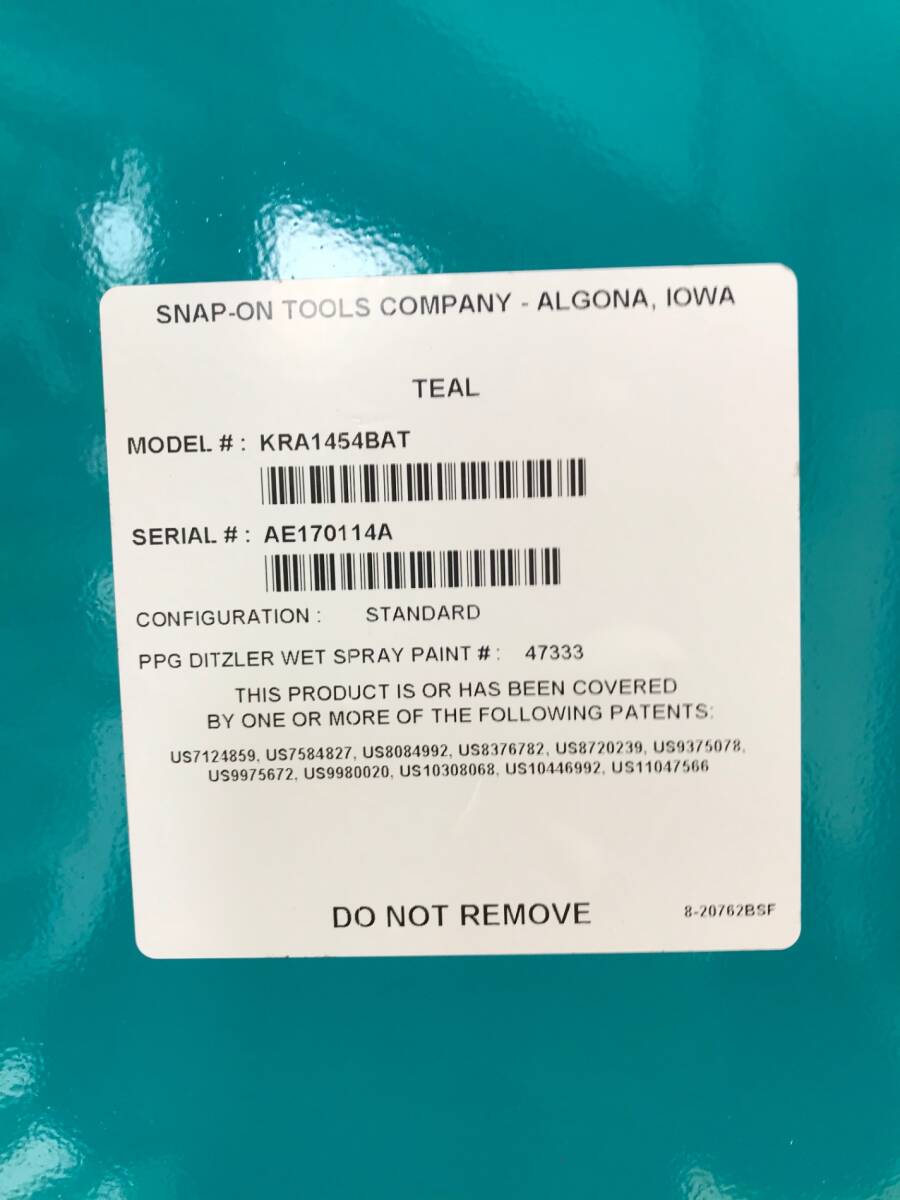 SNAP-ON TOOLS COMPANY - ALGONA, IOWA
TEAL
MODEL # : KRA1454BAT
SERIAL # : AE170114A
CONFIGURATION : STANDARD
PPG DITZLER WET SPRAY PAINT # : 47333
THIS PRODUCT IS OR HAS BEEN COVERED
BY ONE OR MORE OF THE FOLLOWING PATENTS:
US7124859, US7584827, US8084992, US8376782, US8720239, US9375078,
US9975672, US9980020, US10308068, US10446992, US11047566
DO NOT REMOVE
8-20762BSF